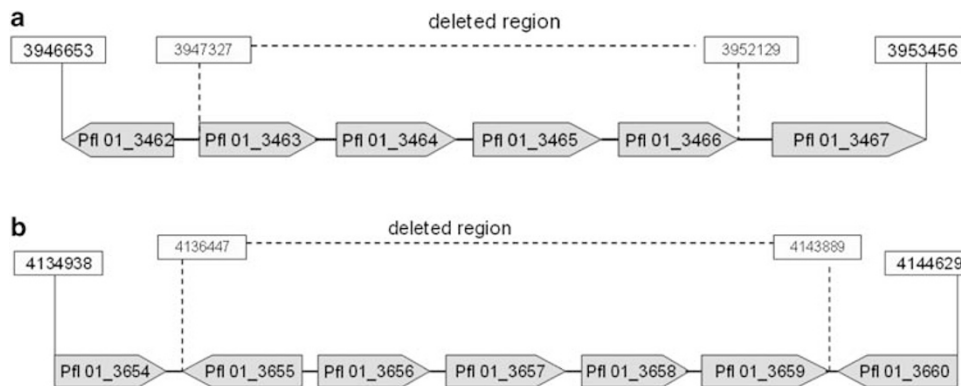 a
deleted region
3946653 3947327 3952129 3953456
Pfl 01_3462 Pfl 01_3463 Pfl 01_3464 Pfl 01_3465 Pfl 01_3466 Pfl 01_3467
b
deleted region
4134938 4136447 4143889 4144629
Pfl 01_3654 Pfl 01_3655 Pfl 01_3656 Pfl 01_3657 Pfl 01_3658 Pfl 01_3659 Pfl 01_3660